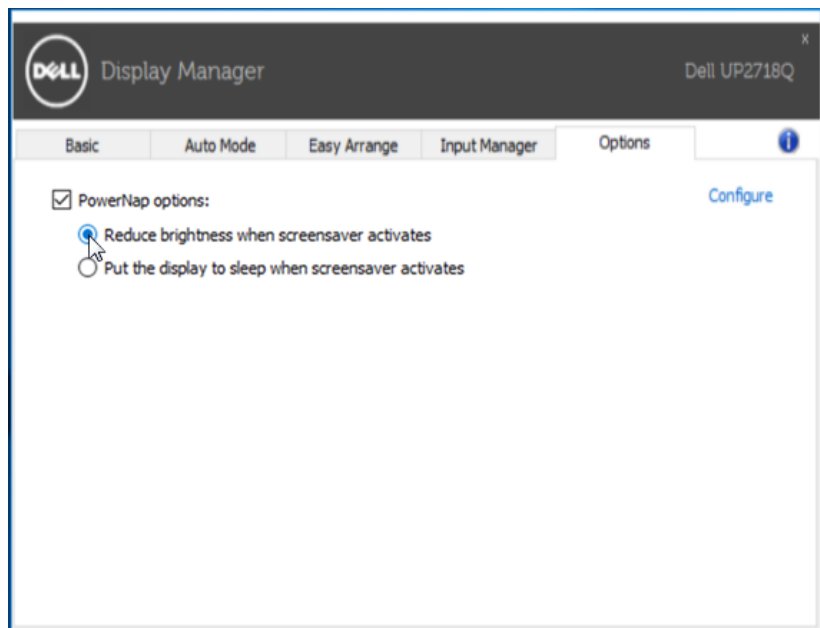 x
DELL Display Manager Dell UP2718Q
Basic Auto Mode Easy Arrange Input Manager Options i
PowerNap options: Configure
Reduce brightness when screensaver activates
Put the display to sleep when screensaver activates